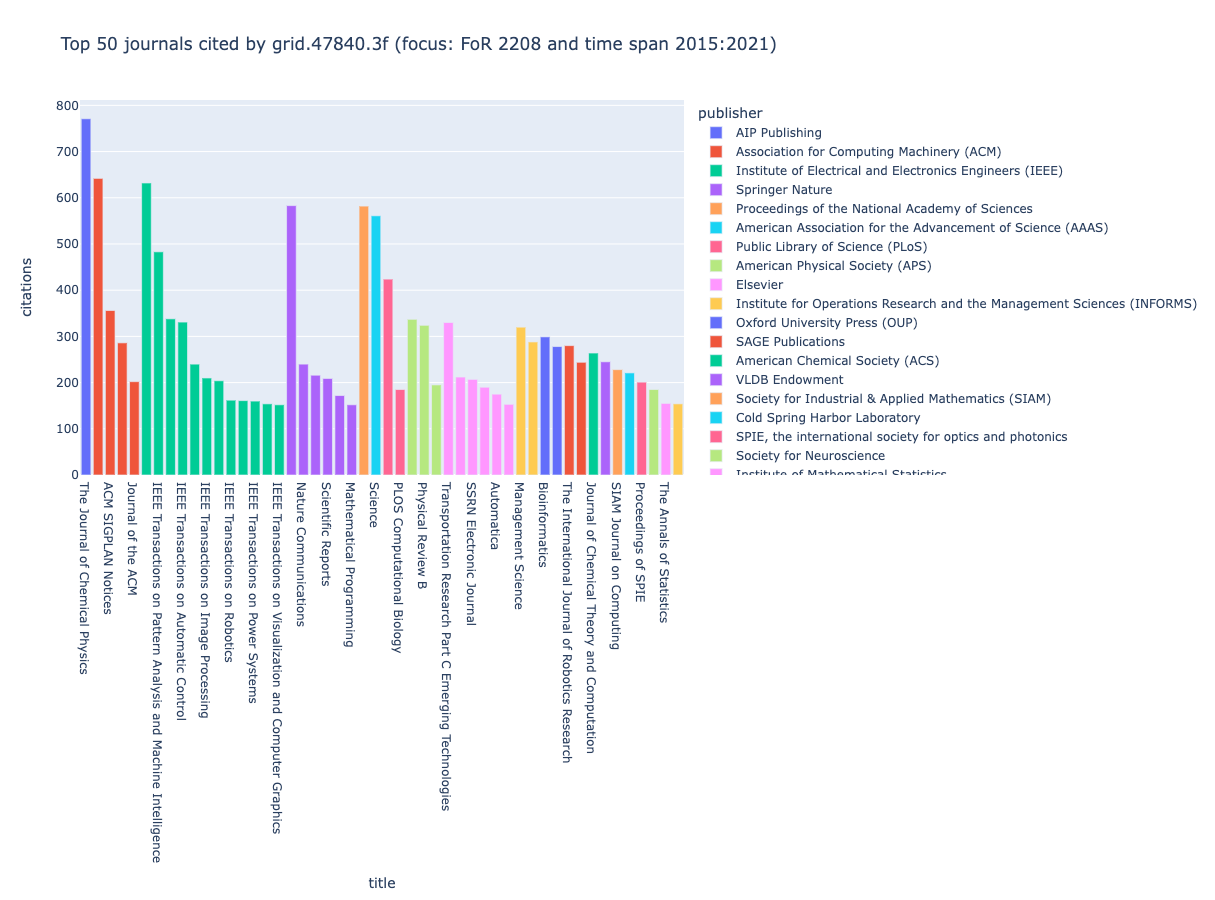 Top 50 journals cited by grid.47840.3f (focus: FoR 2208 and time span 2015:2021)
citations
800
700
600
500
400
300
200
100
0
The Journal of Chemical Physics
ACM SIGPLAN Notices
Journal of the ACM
IEEE Transactions on Pattern Analysis and Machine Intelligence
IEEE Transactions on Automatic Control
IEEE Transactions on Image Processing
IEEE Transactions on Robotics
IEEE Transactions on Power Systems
IEEE Transactions on Visualization and Computer Graphics
Nature Communications
Scientific Reports
Mathematical Programming
Science
PLOS Computational Biology
Physical Review B
Transportation Research Part C Emerging Technologies
SSRN Electronic Journal
Automatica
Management Science
Bioinformatics
The International Journal of Robotics Research
Journal of Chemical Theory and Computation
SIAM Journal on Computing
Proceedings of SPIE
The Annals of Statistics
title
publisher
AIP Publishing
Association for Computing Machinery (ACM)
Institute of Electrical and Electronics Engineers (IEEE)
Springer Nature
Proceedings of the National Academy of Sciences
American Association for the Advancement of Science (AAAS)
Public Library of Science (PLoS)
American Physical Society (APS)
Elsevier
Institute for Operations Research and the Management Sciences (INFORMS)
Oxford University Press (OUP)
SAGE Publications
American Chemical Society (ACS)
VLDB Endowment
Society for Industrial & Applied Mathematics (SIAM)
Cold Spring Harbor Laboratory
SPIE, the international society for optics and photonics
Society for Neuroscience
Institute of Mathematical Statistics